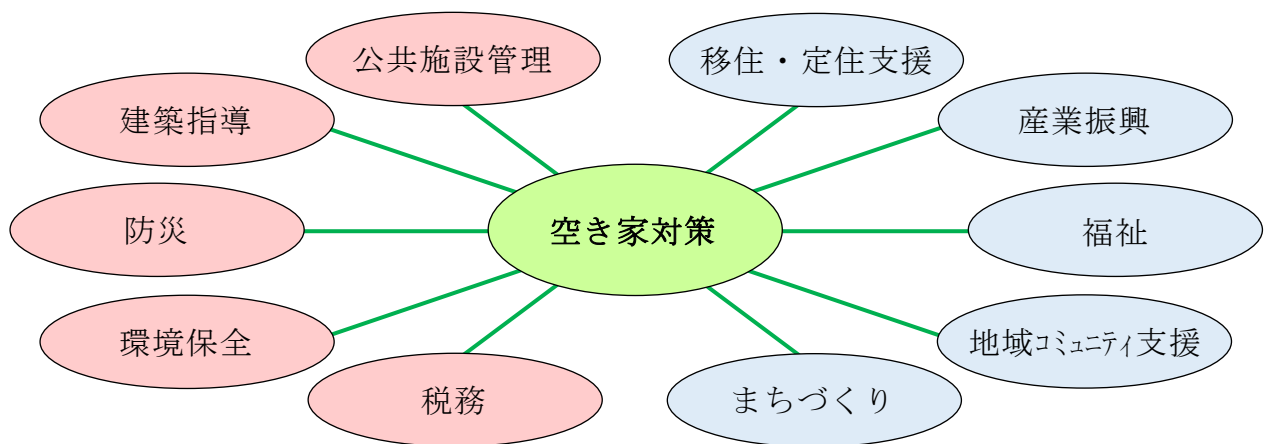 公共施設管理
移住・定住支援
建築指導
産業振興
防災
空き家対策
福祉
環境保全
地域ｺﾐｭﾆﾃｨ支援
税務
まちづくり